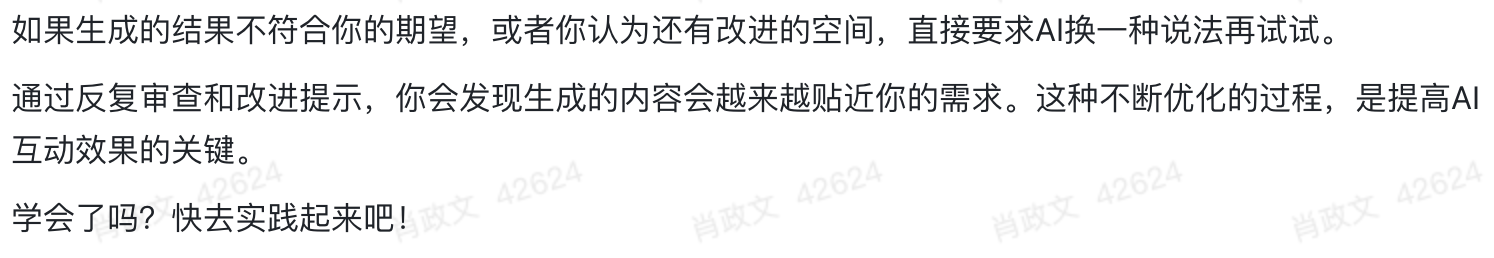 如果生成的结果不符合你的期望，或者你认为还有改进的空间，直接要求AI换一种说法再试试。
通过反复审查和改进提示，你会发现生成的内容会越来越贴近你的需求。这种不断优化的过程，是提高AI
互动效果的关键。
学会了吗？快去实践起来吧！
肖政文 42624
肖政文 42624
肖政文 42624
肖政文 42624
肖政文 42624